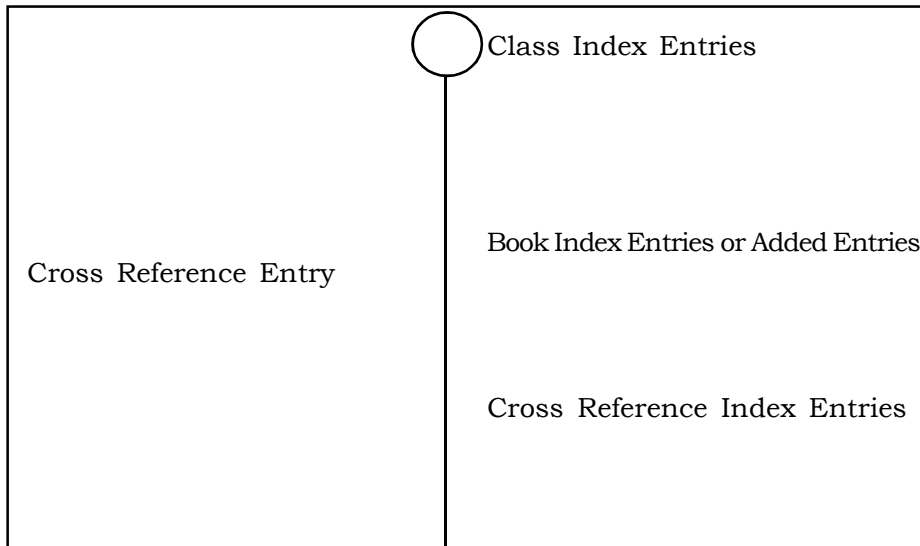 Class Index Entries
Book Index Entries or Added Entries
Cross Reference Entry
Cross Reference Index Entries